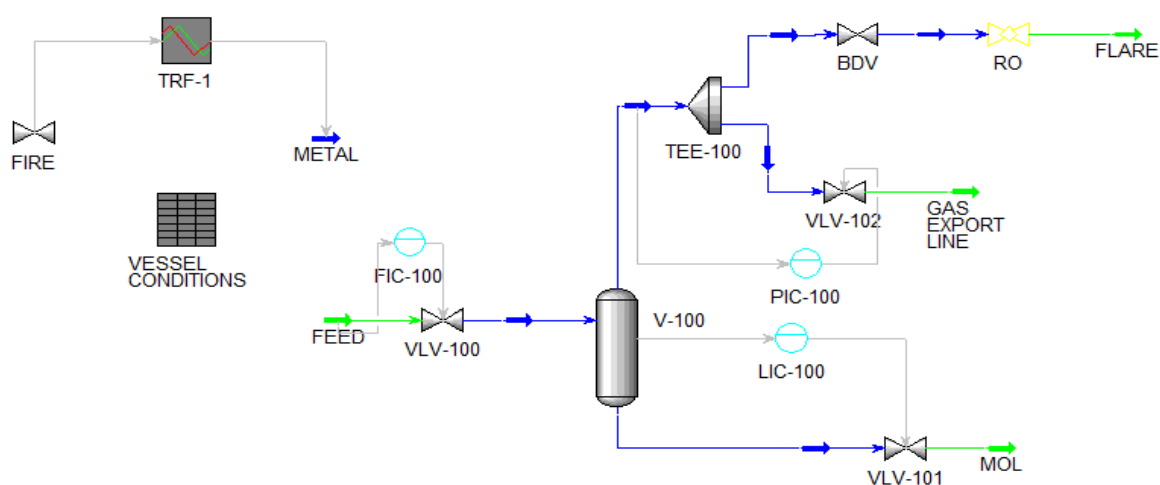 TRF-1
BDV
RO
FLARE
FIRE
METAL
TEE-100
VLV-102
GAS
EXPORT
LINE
VESSEL
CONDITIONS
FIC-100
PIC-100
FEED
VLV-100
V-100
LIC-100
VLV-101
MOL